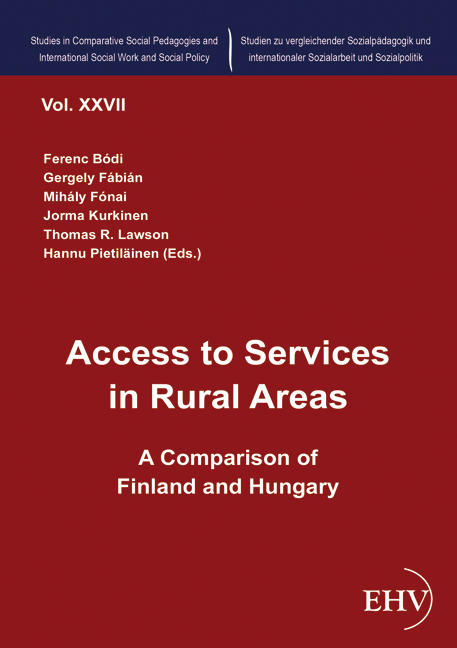 Studies in Comparative Social Pedagogies and
International Social Work and Social Policy
Studien zu vergleichender Sozialpädagogik und
internationaler Sozialarbeit und Sozialpolitik
Vol. XXVII
Ferenc Bódi
Gergely Fábián
Mihály Fónai
Jorma Kurkinen
Thomas R. Lawson
Hannu Pietiläinen (Eds.)
Access to Services
in Rural Areas
A Comparison of
Finland and Hungary
EHV